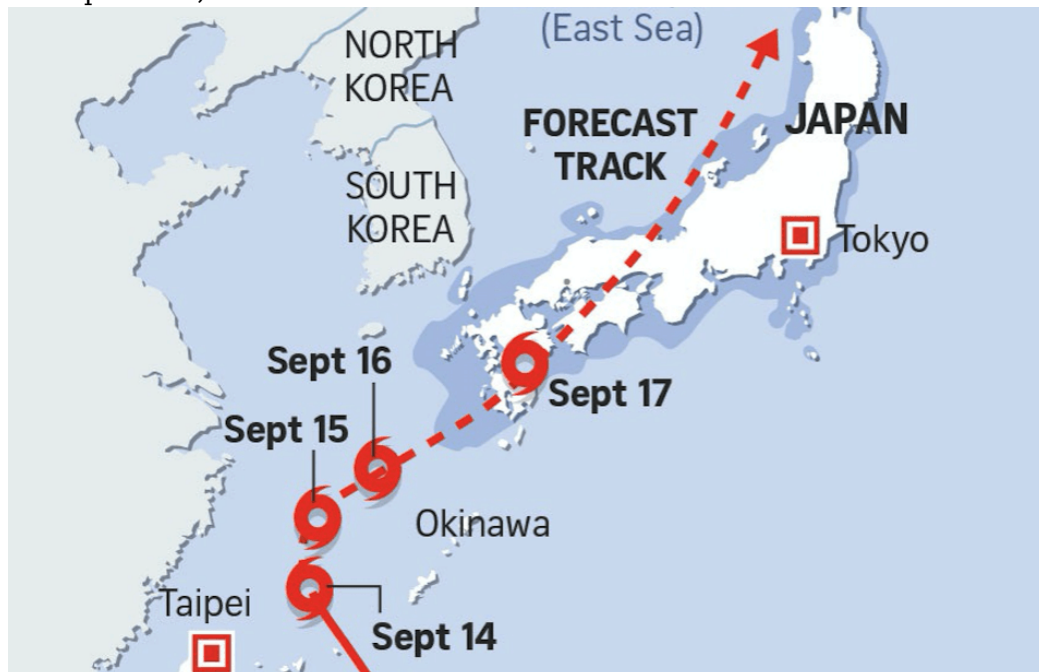 (East Sea)
NORTH
KOREA
FORECAST
TRACK
JAPAN
SOUTH
KOREA
Tokyo
Sept 16
Sept 17
Sept 15
Okinawa
Taipei
Sept 14